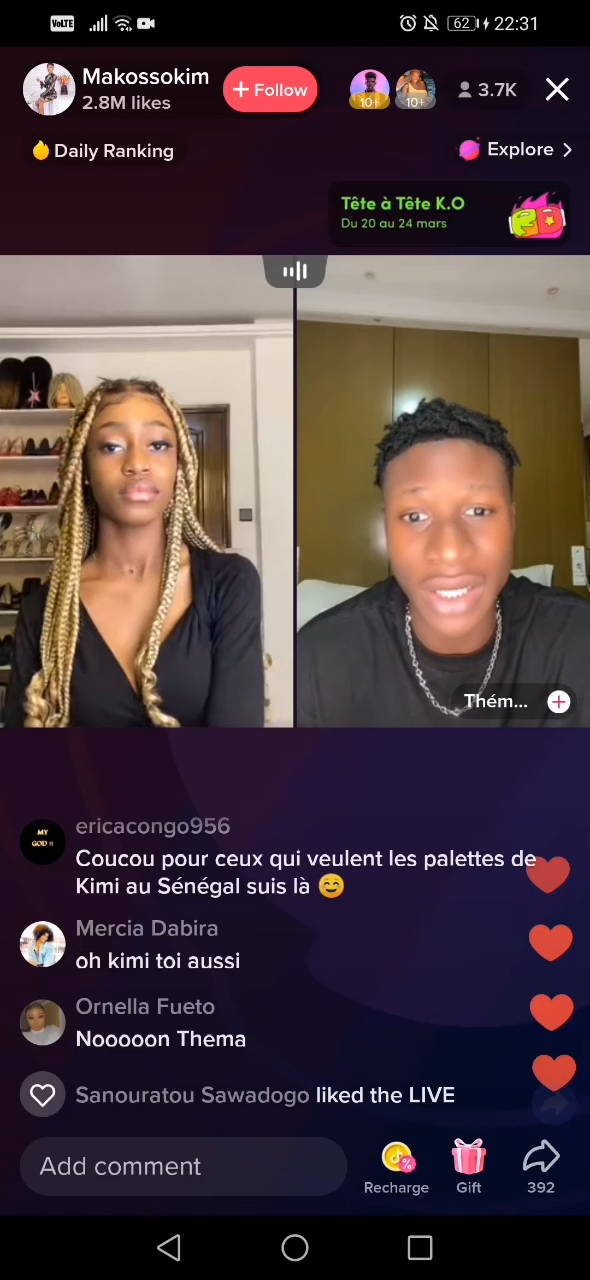 VoLTE
62
22:31
Makossokim
2.8M likes
+ Follow
10+
10+
3.7K
Daily Ranking
Explore >
Tête à Tête K.O
Du 20 au 24 mars
Thém...
MY
GOD !!
ericacongo956
Coucou pour ceux qui veulent les palettes de
Kimi au Sénégal suis là 😊
Mercia Dabira
oh kimi toi aussi
Ornella Fueto
Nooooon Thema
Sanouratou Sawadogo liked the LIVE
Add comment
Recharge
Gift
392